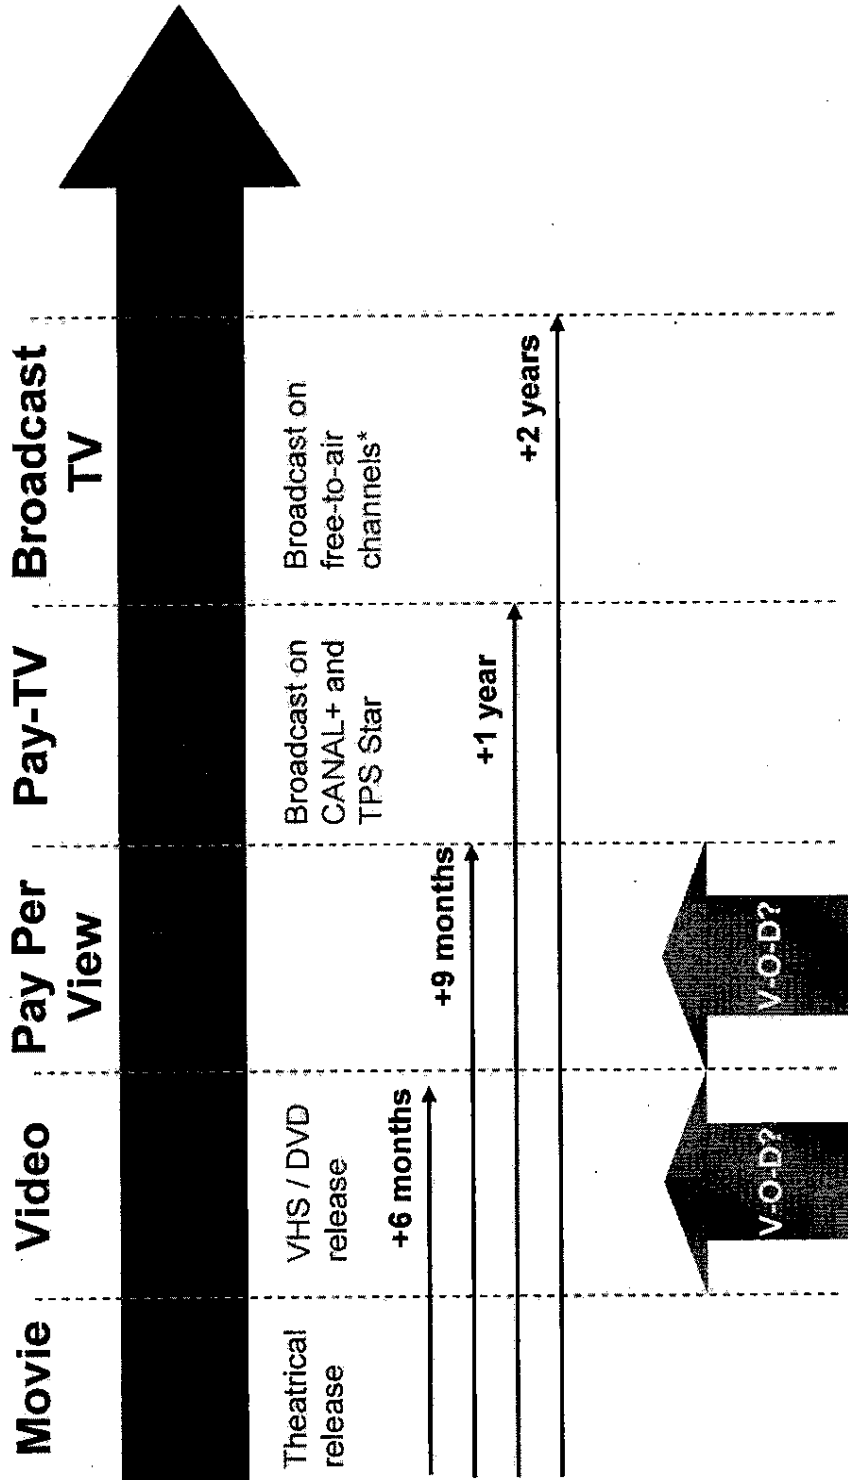 Movie
Video
Pay Per
View
Pay-TV
Broadcast
TV
Theatrical
release
VHS / DVD
release
Broadcast on
CANAL+ and
TPS Star
Broadcast on
free-to-air
channels*
+6 months
+9 months
+1 year
+2 years
V-O-D?
V-O-D?